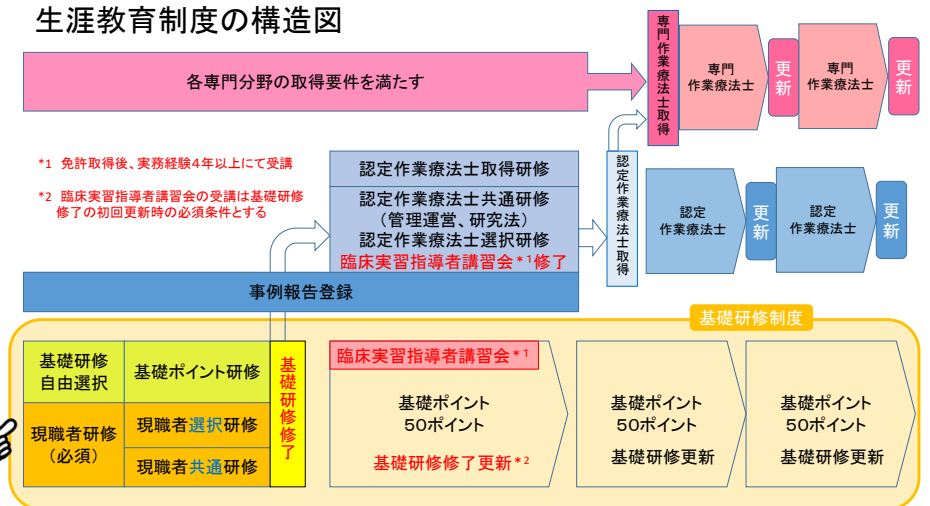 生涯教育制度の構造図
各専門分野の取得要件を満たす
専門作業療法士取得
専門
作業療法士
更新
専門
作業療法士
更新
*1 免許取得後、実務経験4年以上にて受講
*2 臨床実習指導者講習会の受講は基礎研修
修了の初回更新時の必須条件とする
認定作業療法士取得研修
認定作業療法士共通研修
(管理運営、研究法)
認定作業療法士選択研修
臨床実習指導者講習会*1修了
認定作業療法士取得
認定
作業療法士
更新
認定
作業療法士
更新
事例報告登録
基礎研修制度
基礎研修
自由選択
基礎ポイント研修
現職者研修
(必須)
現職者選択研修
現職者共通研修
基礎研修修了
臨床実習指導者講習会*1
基礎ポイント
50ポイント
基礎研修修了更新*2
基礎ポイント
50ポイント
基礎研修更新
基礎ポイント
50ポイント
基礎研修更新